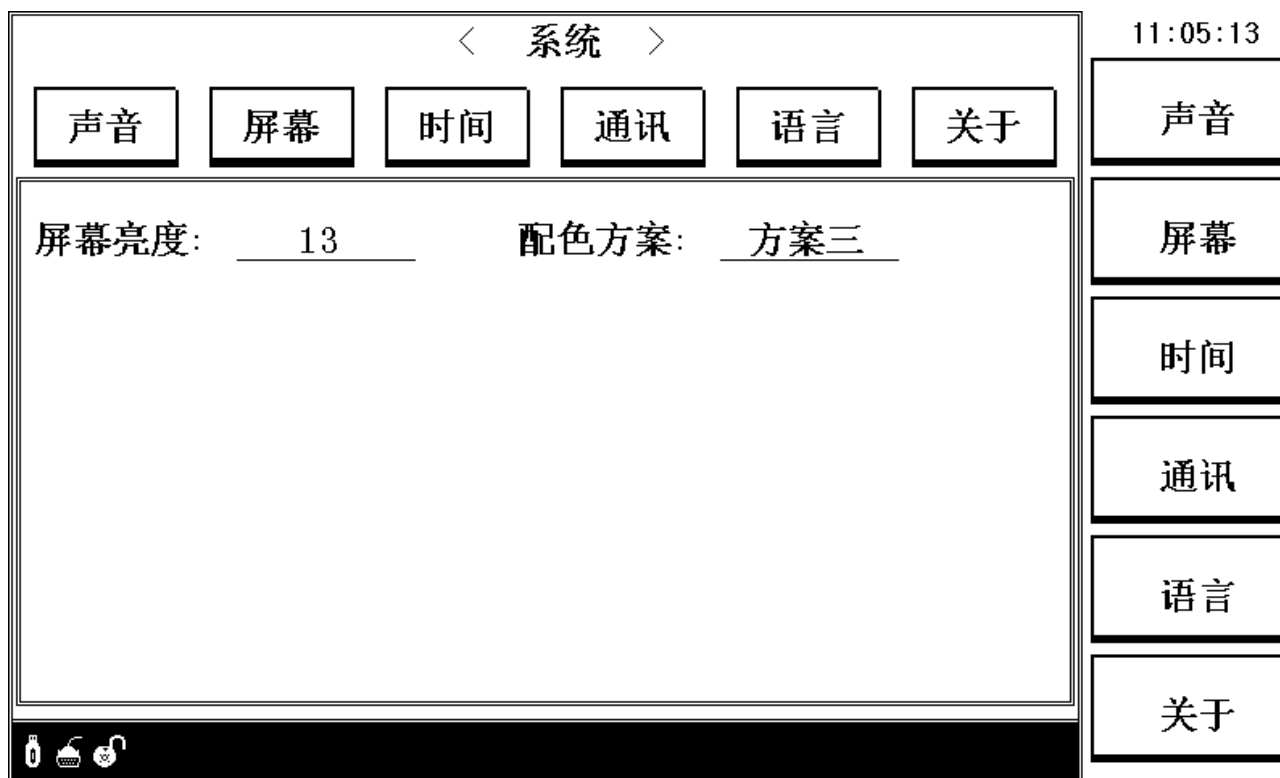 < 系统 >
11:05:13
声音 屏幕 时间 通讯 语言 关于
屏幕亮度: 13 配色方案: 方案三
声音
屏幕
时间
通讯
语言
关于